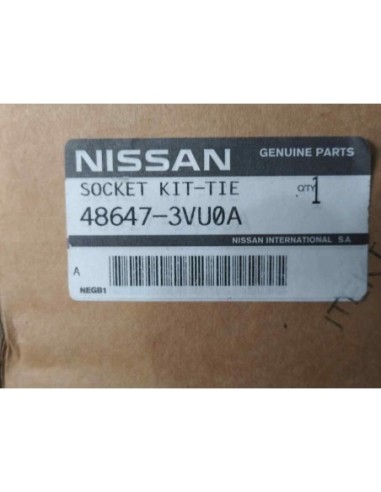 NISSAN GENUINE PARTS
SOCKET KIT-TIE QTY 1
48647-3VU0A
NISSAN INTERNATIONAL S.A
A
NEGB1